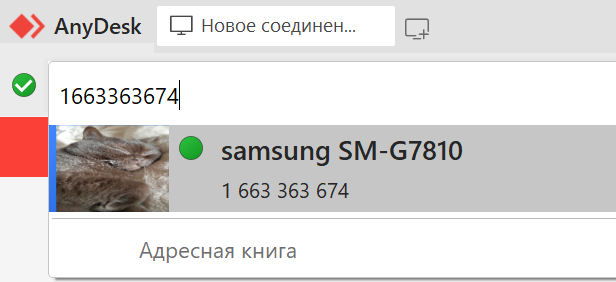 AnyDesk
Новое соединен...
1663363674
samsung SM-G7810
1 663 363 674
Адресная книга